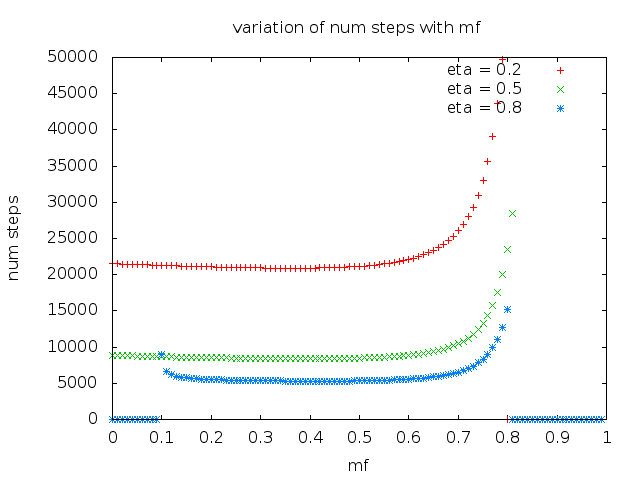 variation of num steps with mf
50000
45000
40000
35000
30000
25000
20000
15000
10000
5000
0
num steps
eta = 0.2
eta = 0.5
eta = 0.8
0 0.1 0.2 0.3 0.4 0.5 0.6 0.7 0.8 0.9 1
mf